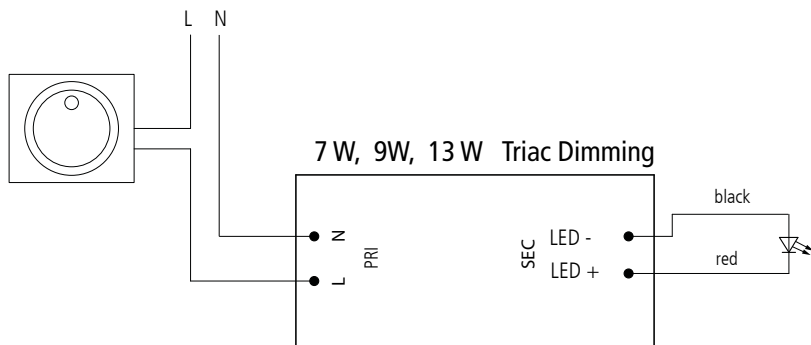 L N
7 W, 9W, 13 W Triac Dimming
black
N
LED -
PRI
SEC
red
L
LED +